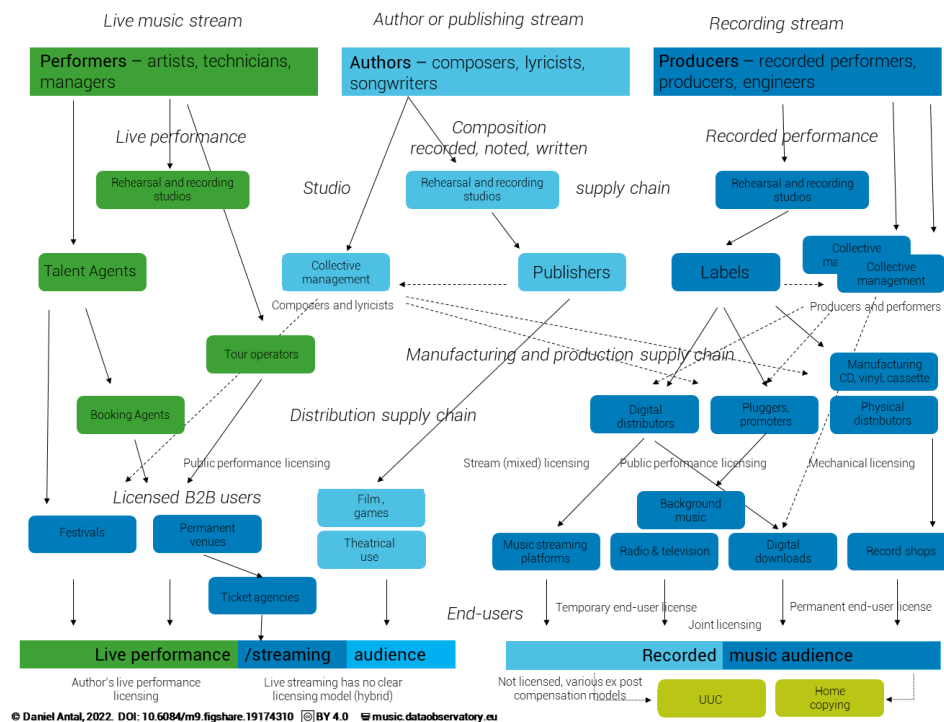 Live music stream
Author or publishing stream
Recording stream
Performers – artists, technicians,
managers
Authors – composers, lyricists,
songwriters
Producers – recorded performers,
producers, engineers
Live performance
Composition
recorded, noted, written
Recorded performance
Rehearsal and recording
studios
Studio
Rehearsal and recording
studios
supply chain
Rehearsal and recording
studios
Talent Agents
Collective
management
Publishers
Labels
Collective
Collective
management
Composers and lyricists
Producers and performers
Tour operators
Manufacturing and production supply chain
Manufacturing
CD, vinyl, cassette
Booking Agents
Distribution supply chain
Digital
distributors
Pluggers,
promoters
Physical
distributors
Public performance licensing
Stream (mixed) licensing
Public performance licensing
Mechanical licensing
Licensed B2B users
Film ,
games
Background
music
Festivals
Permanent
venues
Theatrical
use
Music streaming
platforms
Radio & television
Digital
downloads
Record shops
Ticket agencies
End-users
Temporary end-user license
Permanent end-user license
Joint licensing
Live performance /streaming audience
Recorded music audience
Author's live performance
licensing
Live streaming has no clear
licensing model (hybrid)
Not licensed, various ex post
compensation models
UUC
Home
copying
© Daniel Antal, 2022. DOI: 10.6084/m9.figshare.19174310 BY 4.0 music.dataobservatory.eu